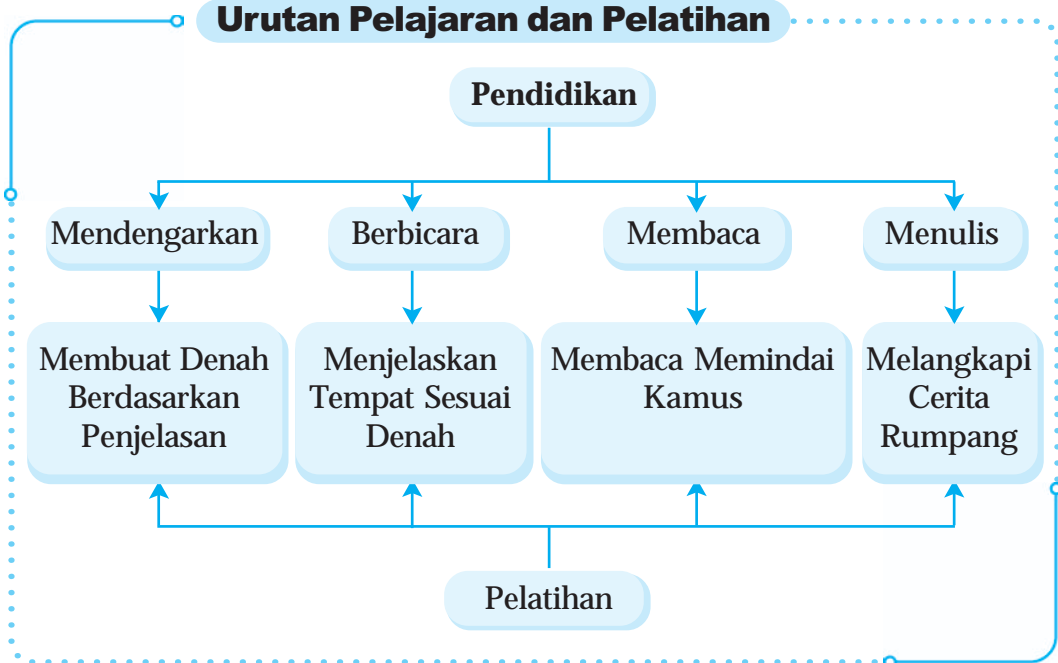 Urutan Pelajaran dan Pelatihan
Pendidikan
Mendengarkan
Berbicara
Membaca
Menulis
Membuat Denah
Berdasarkan
Penjelasan
Menjelaskan
Tempat Sesuai
Denah
Membaca Memindai
Kamus
Melangkapi
Cerita
Rumpang
Pelatihan